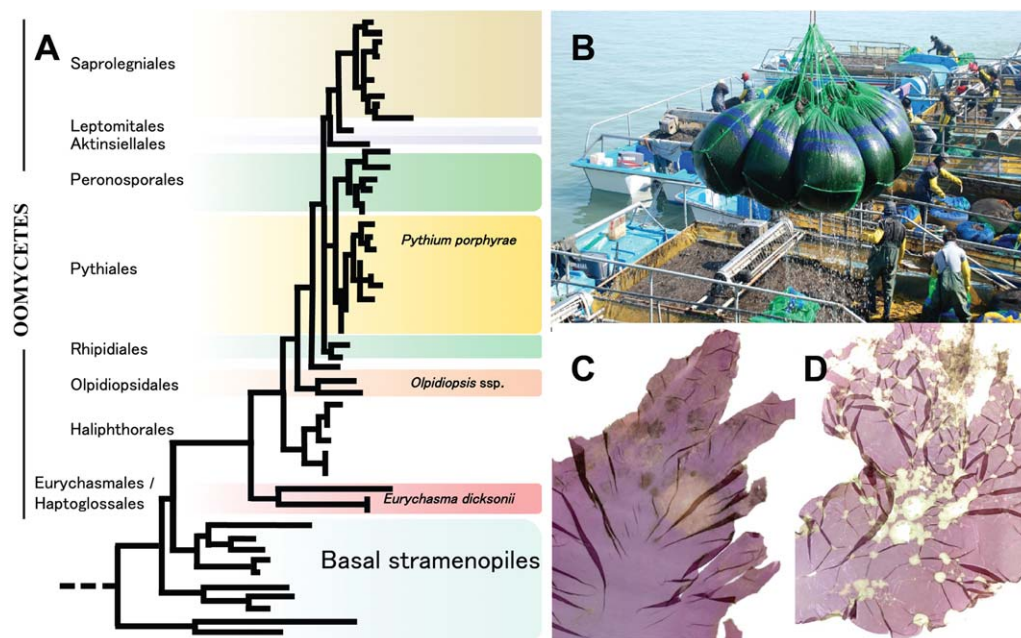 A
Saprolegniales
Leptomitales
Aktinsiellales
Peronosporales
Pythium porphyrae
Pythiales
Rhipidiales
Olpidiopsidales
Olpidiopsis ssp.
Haliphthorales
Eurychasmales /
Haptoglossales
Eurychasma dicksonii
Basal stramenopiles
OOMYCETES
B
C
D